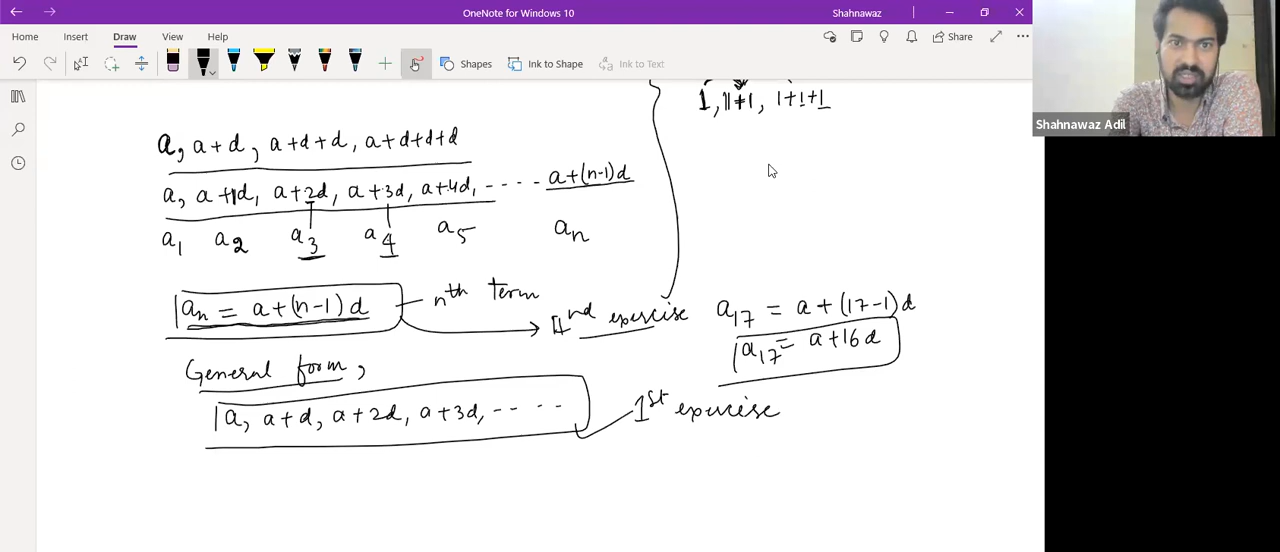 OneNote for Windows 10
Shahnawaz
Home Insert Draw View Help
Share
Shapes Ink to Shape Ink to Text
Shahnawaz Adil
1, 1+1, 1+1+1
a, a+d, a+d+d, a+d+d+d
a, a+1d, a+2d, a+3d, a+4d, ---- a+(n-1)d
a1 a2 a3 a4 a5 an
an = a+(n-1)d nth term
exercise
a17 = a+(17-1)d
a17 = a+16d
General form,
a, a+d, a+2d, a+3d, -- --
1st exercise